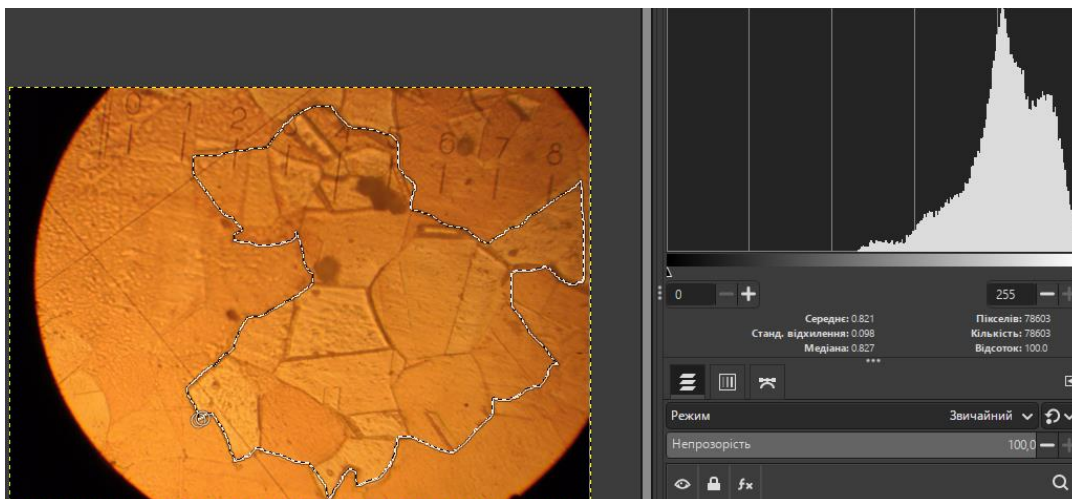 0 1 2 6 7 8
0 255
Середнє: 0.821 Пікселів: 78603
Станд. відхилення: 0.098 Кількість: 78603
Медіана: 0.827 Відсоток: 100.0
Режим Звичайний
Непрозорість 100,0
fx